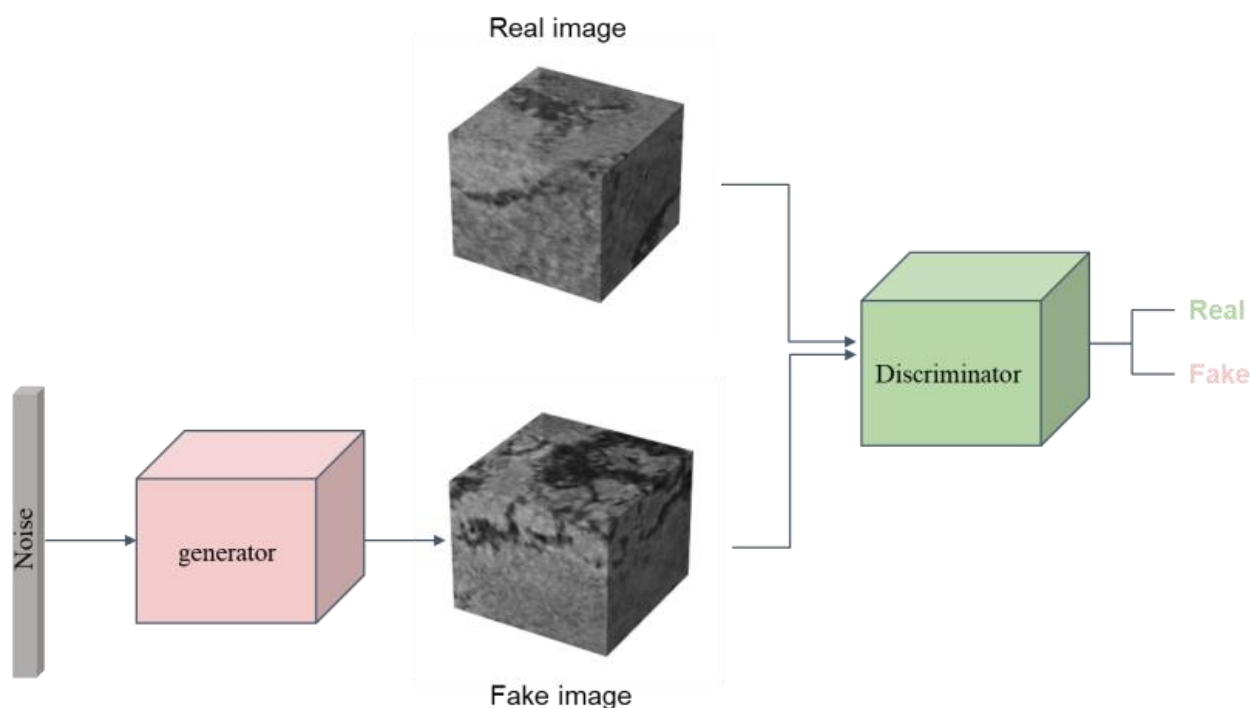 Real image
Real
Discriminator
Fake
Noise
generator
Fake image